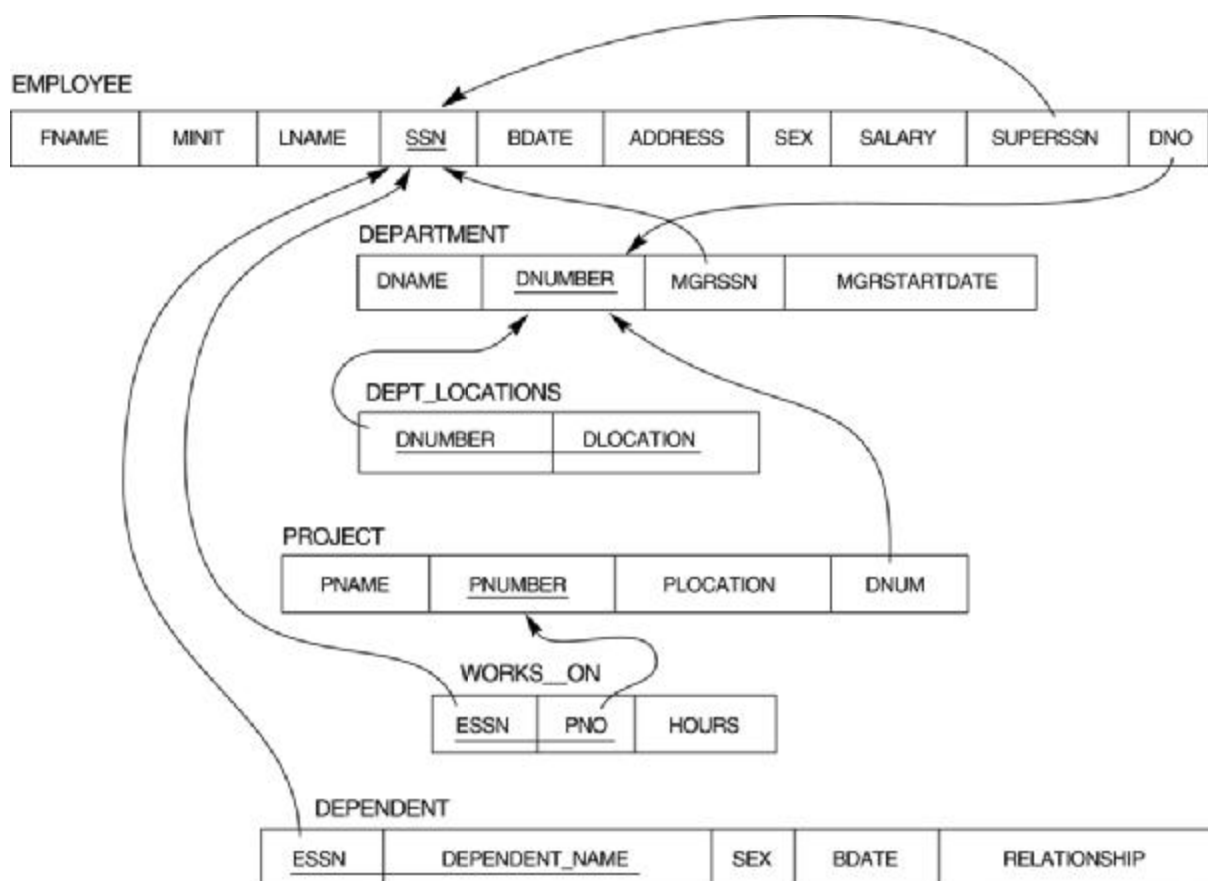 EMPLOYEE
FNAME MINIT LNAME SSN BDATE ADDRESS SEX SALARY SUPERSSN DNO
DEPARTMENT
DNAME DNUMBER MGRSSN MGRSTARTDATE
DEPT_LOCATIONS
DNUMBER DLOCATION
PROJECT
PNAME PNUMBER PLOCATION DNUM
WORKS__ON
ESSN PNO HOURS
DEPENDENT
ESSN DEPENDENT_NAME SEX BDATE RELATIONSHIP